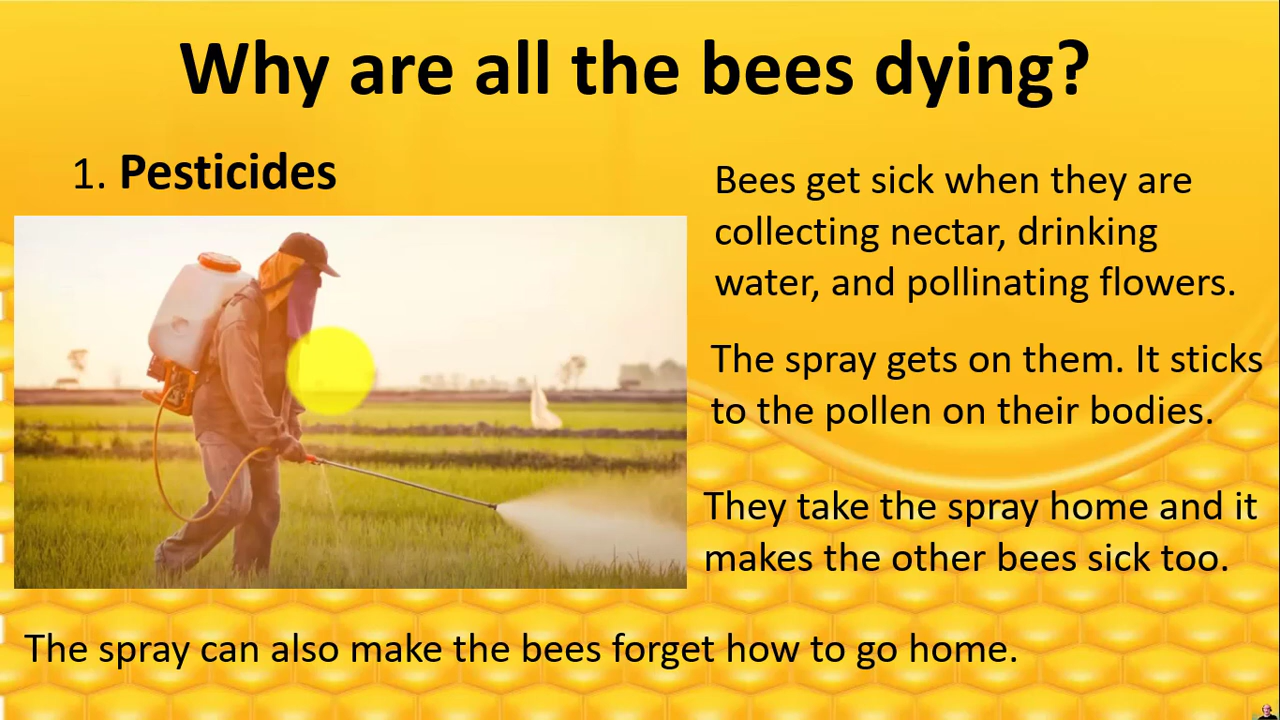 Why are all the bees dying?
1. Pesticides
Bees get sick when they are
collecting nectar, drinking
water, and pollinating flowers.
The spray gets on them. It sticks
to the pollen on their bodies.
They take the spray home and it
makes the other bees sick too.
The spray can also make the bees forget how to go home.